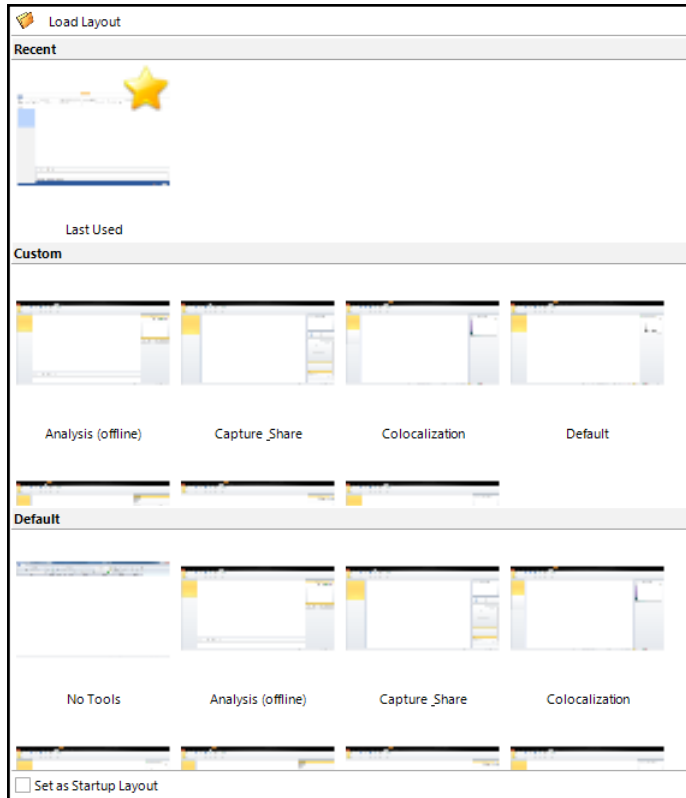 Load Layout
Recent
Last Used
Custom
Analysis (offline)
Capture_Share
Colocalization
Default
Default
No Tools
Analysis (offline)
Capture_Share
Colocalization
Set as Startup Layout